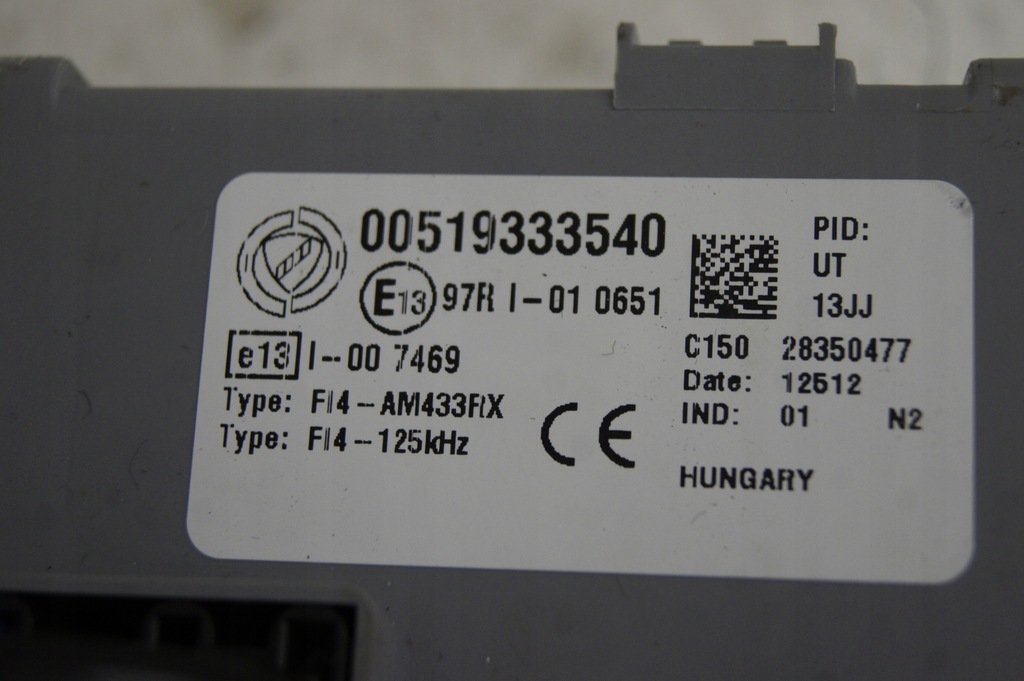 00519333540
E13 97R I-01 0651
e13 I-00 7469
Type: FI4-AM433RX
Type: FI4-125kHz
CE
PID:
UT
13JJ
C150 28350477
Date: 12512
IND: 01 N2
HUNGARY